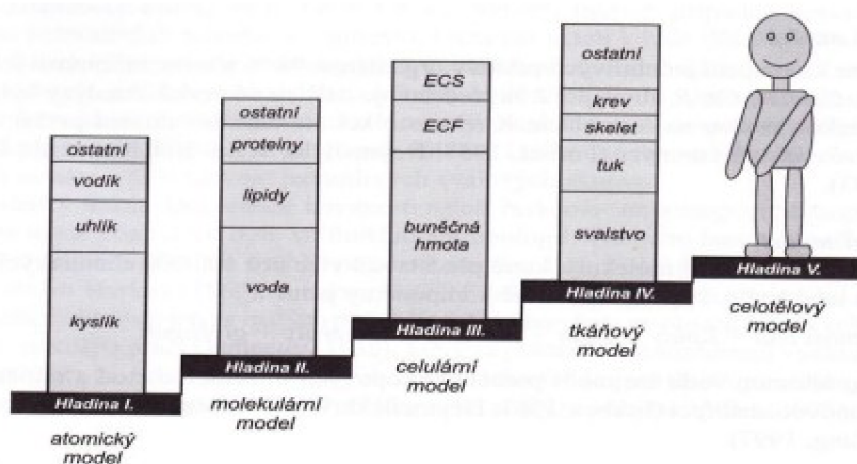 ostatní
vodík
uhlík
kyslík
Hladina I.
atomický
model
ostatní
proteiny
lipidy
voda
Hladina II.
molekulární
model
ECS
ECF
buněčná
hmota
Hladina III.
celulární
model
ostatní
krev
skelet
tuk
svalstvo
Hladina IV.
tkáňový
model
Hladina V.
celotělový
model